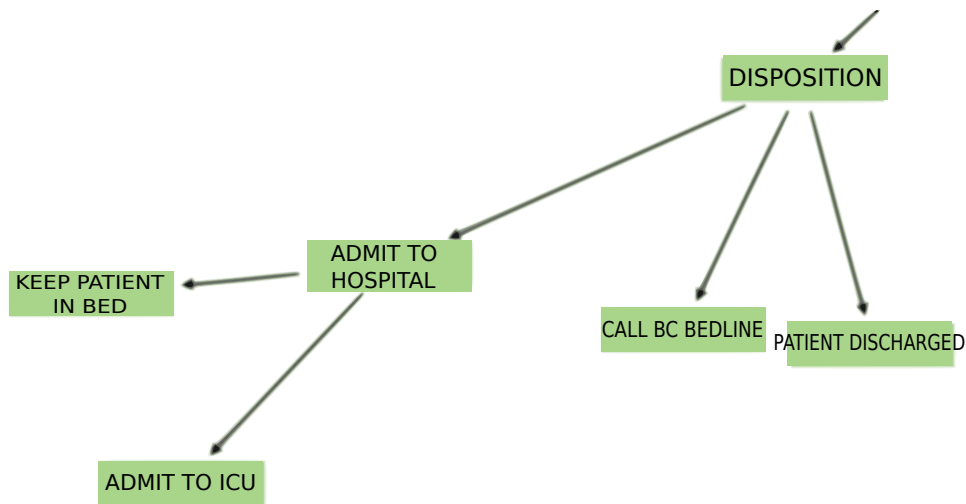 DISPOSITION
ADMIT TO
HOSPITAL
KEEP PATIENT
IN BED
CALL BC BEDLINE
PATIENT DISCHARGED
ADMIT TO ICU